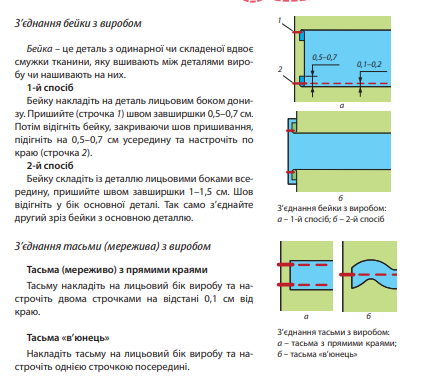 З’єднання бейки з виробом
Бейка – це деталь з одинарної чи складеної вдвоє
смужки тканини, яку вшивають між деталями виро-
бу чи нашивають на них.
1-й спосіб
Бейку накладіть на деталь лицьовим боком дони-
зу. Пришийте (строчка 1) швом завширшки 0,5–0,7 см.
Потім відігніть бейку, закриваючи шов пришивання,
підігніть на 0,5–0,7 см усередину та настрочіть по
краю (строчка 2).
2-й спосіб
Бейку складіть із деталлю лицьовими боками все-
редину, пришийте швом завширшки 1–1,5 см. Шов
відігніть у бік основної деталі. Так само з’єднайте
другий зріз бейки з основною деталлю.
1
0,5–0,7
0,1–0,2
2
а
б
З’єднання бейки з виробом:
а – 1-й спосіб; б – 2-й спосіб
З’єднання тасьми (мережива) з виробом
Тасьма (мереживо) з прямими краями
Тасьму накладіть на лицьовий бік виробу та на-
строчіть двома строчками на відстані 0,1 см від
краю.
Тасьма «в’юнець»
Накладіть тасьму на лицьовий бік виробу та на-
строчіть однією строчкою посередині.
а
б
З’єднання тасьми з виробом:
а – тасьма з прямими краями;
б – тасьма «в’юнець»